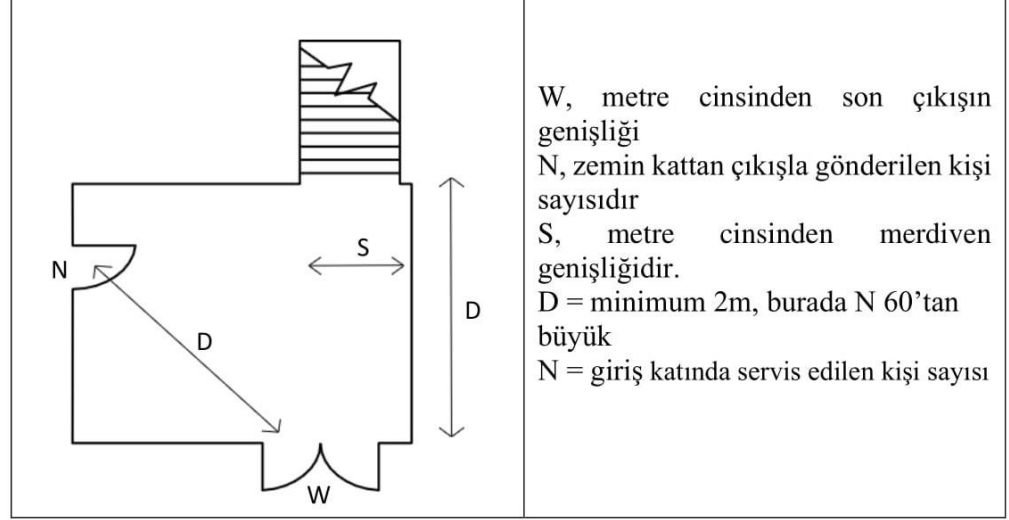 N
S
D
D
W
W, metre cinsinden son çıkışın
genişliği
N, zemin kattan çıkışla gönderilen kişi
sayısıdır
S, metre cinsinden merdiven
genişliğidir.
D = minimum 2m, burada N 60’tan
büyük
N = giriş katında servis edilen kişi sayısı